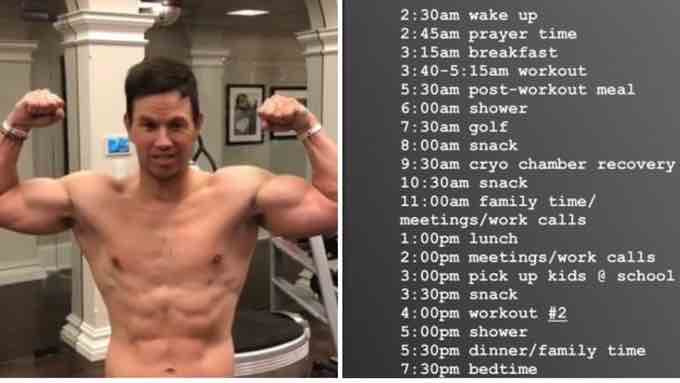 2:30am wake up
2:45am prayer time
3:15am breakfast
3:40-5:15am workout
5:30am post-workout meal
6:00am shower
7:30am golf
8:00am snack
9:30am cryo chamber recovery
10:30am snack
11:00am family time/
meetings/work calls
1:00pm lunch
2:00pm meetings/work calls
3:00pm pick up kids @ school
3:30pm snack
4:00pm workout #2
5:00pm shower
5:30pm dinner/family time
7:30pm bedtime